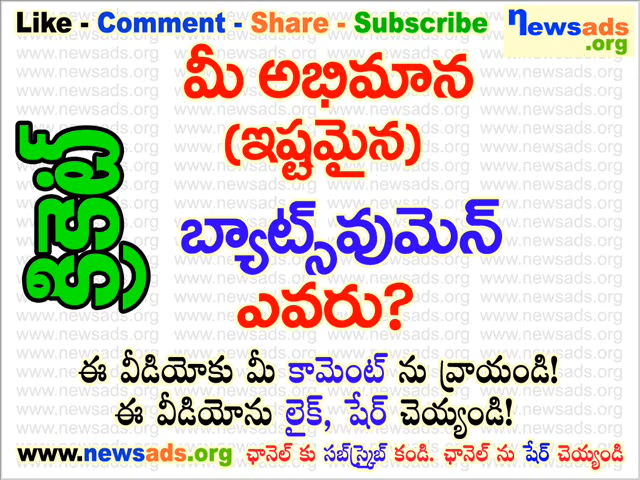 Like - Comment - Share - Subscribe
newsads
.org
మీ అభిమాన
(ఇష్టమైన)
క్రికెట్
బ్యాట్స్‌వుమెన్
ఎవరు?
ఈ వీడియోకు మీ కామెంట్ ను వ్రాయండి!
ఈ వీడియోను లైక్, షేర్ చెయ్యండి!
www.newsads.org ఛానెల్ కు సబ్‌స్క్రైబ్ కండి. ఛానెల్ ను షేర్ చెయ్యండి